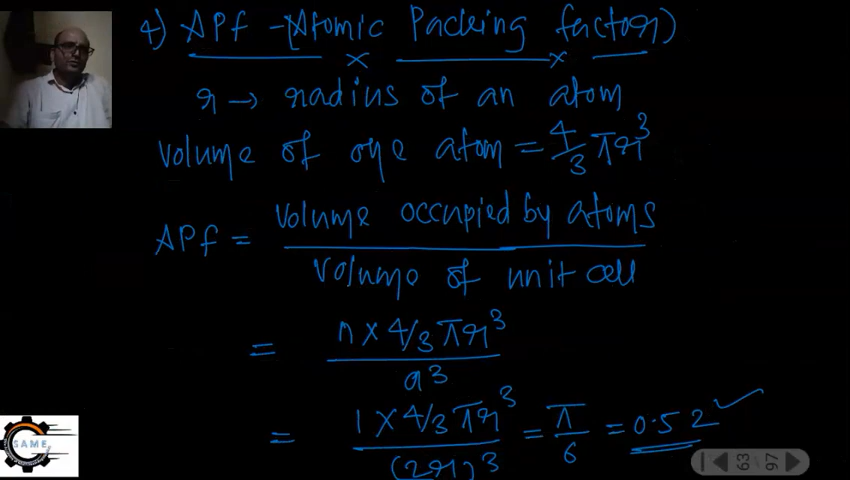 4) APf - (Atomic Packing factor)
r → radius of an atom
Volume of one atom = 4/3 πr³
APf = Volume occupied by atoms / Volume of unit cell
= n × 4/3 πr³ / a³
= 1 × 4/3 πr³ / (2r)³ = π/6 = 0.52 ✓
SAME
63/97